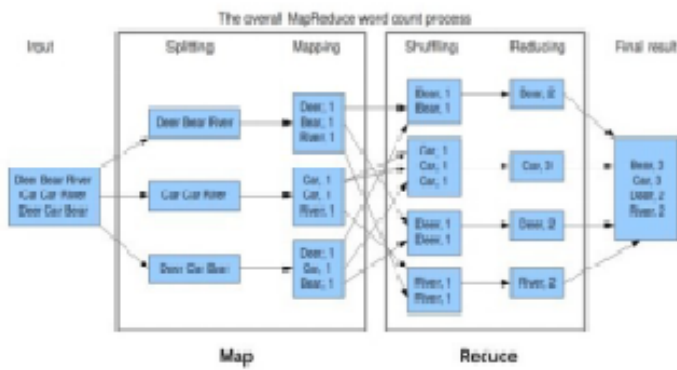 The overall MapReduce word count process
Input
Splitting
Mapping
Shuffling
Reducing
Final result
Deer Bear River
Car Car River
Deer Car Bear
Deer Bear River
Car Car River
Deer Car Bear
Deer, 1
Bear, 1
River, 1
Car, 1
Car, 1
River, 1
Deer, 1
Car, 1
Bear, 1
Bear, 1
Bear, 1
Car, 1
Car, 1
Car, 1
Deer, 1
Deer, 1
River, 1
River, 1
Bear, 2
Car, 3
Deer, 2
River, 2
Car, 3
Deer, 2
River, 2
Map
Reduce